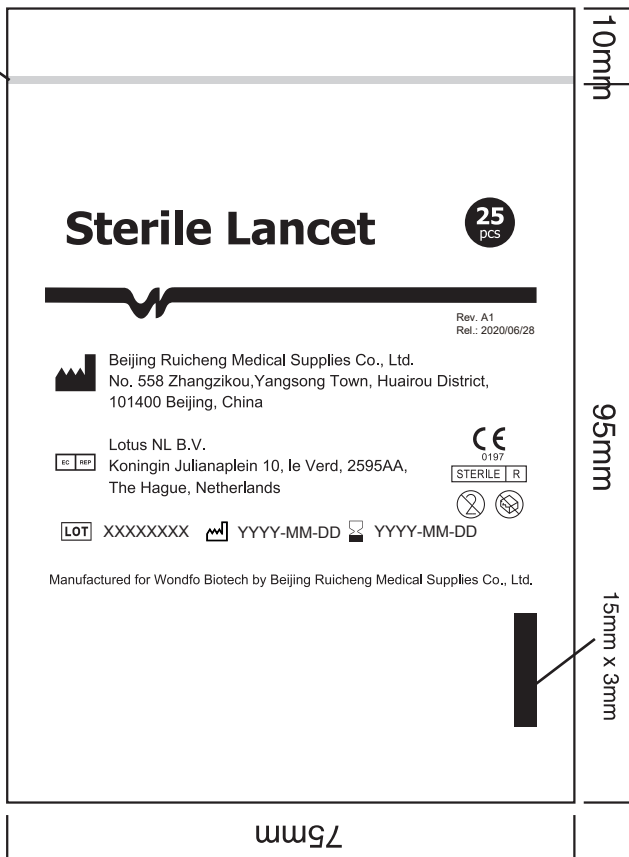 10mm
Sterile Lancet
25
pcs
Rev. A1
Rel.: 2020/06/28
Beijing Ruicheng Medical Supplies Co., Ltd.
No. 558 Zhangzikou,Yangsong Town, Huairou District,
101400 Beijing, China
Lotus NL B.V.
Koningin Julianaplein 10, le Verd, 2595AA,
The Hague, Netherlands
EC REP
CE
0197
STERILE R
2
LOT XXXXXXXX YYYY-MM-DD YYYY-MM-DD
Manufactured for Wondfo Biotech by Beijing Ruicheng Medical Supplies Co., Ltd.
95mm
15mm x 3mm
75mm